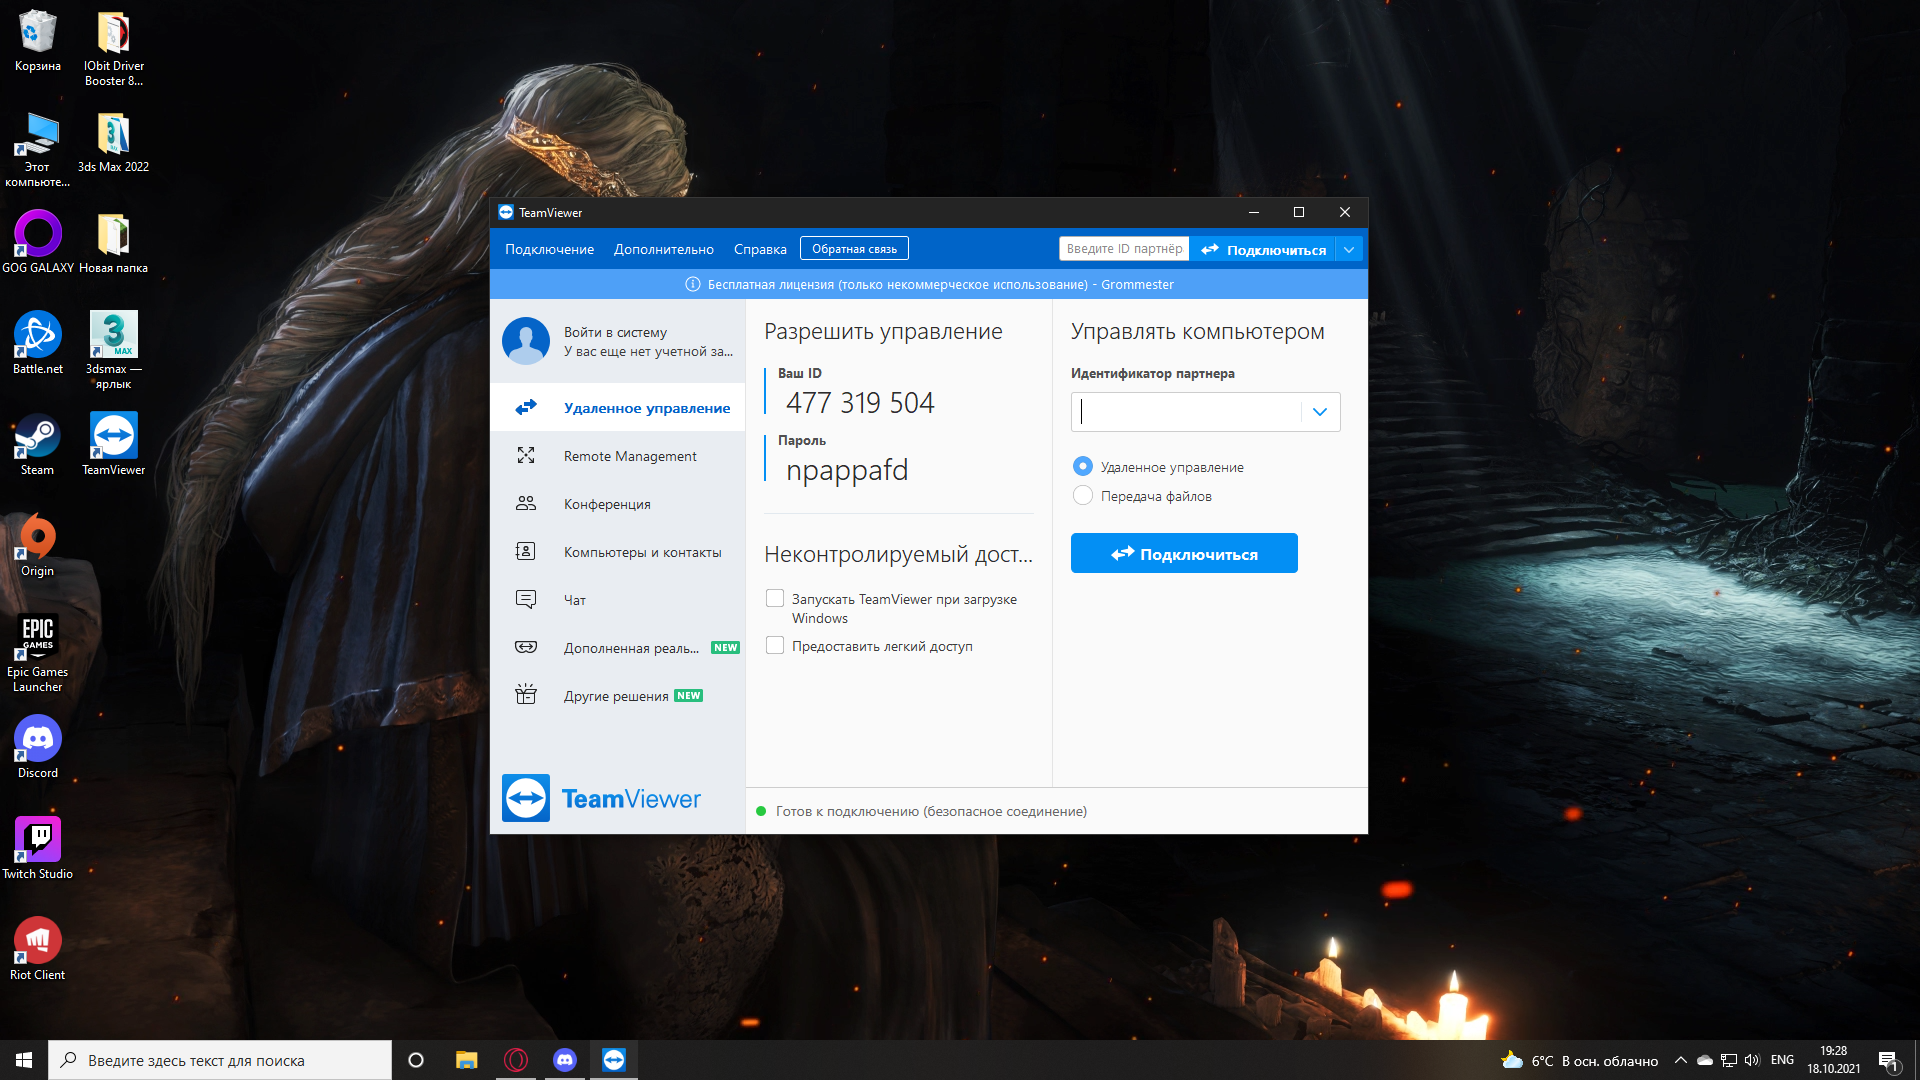 Корзина
IObit Driver
Booster 8...
Этот
компьюте...
3ds Max 2022
GOG GALAXY
Новая папка
Battle.net
3
MAX
3dsmax —
ярлык
Steam
TeamViewer
Origin
EPIC
GAMES
Epic Games
Launcher
Discord
Twitch Studio
Riot Client
TeamViewer
Подключение
Дополнительно
Справка
Обратная связь
Введите ID партнёр
Подключиться
Бесплатная лицензия (только некоммерческое использование) - Grommester
Войти в систему
У вас еще нет учетной за...
Удаленное управление
Remote Management
Конференция
Компьютеры и контакты
Чат
Дополненная реаль... NEW
Другие решения NEW
TeamViewer
Разрешить управление
Ваш ID
477 319 504
Пароль
npappafd
Неконтролируемый дост...
Запускать TeamViewer при загрузке
Windows
Предоставить легкий доступ
Управлять компьютером
Идентификатор партнера
Удаленное управление
Передача файлов
Подключиться
Готов к подключению (безопасное соединение)
Введите здесь текст для поиска
6°C В осн. облачно
ENG
19:28
18.10.2021
1